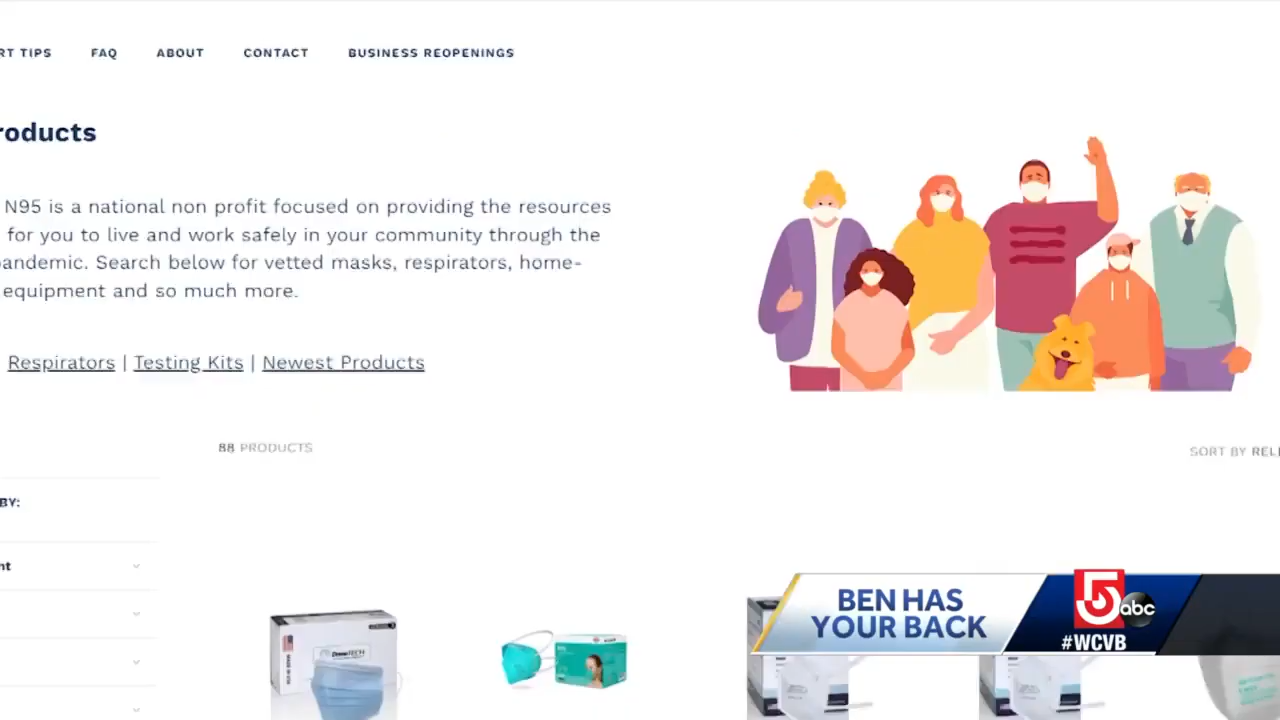 RT TIPS FAQ ABOUT CONTACT BUSINESS REOPENINGS
roducts
N95 is a national non profit focused on providing the resources
for you to live and work safely in your community through the
andemic. Search below for vetted masks, respirators, home-
equipment and so much more.
Respirators | Testing Kits | Newest Products
88 PRODUCTS
SORT BY RELE
BY:
nt
BEN HAS
YOUR BACK
5
abc
#WCVB